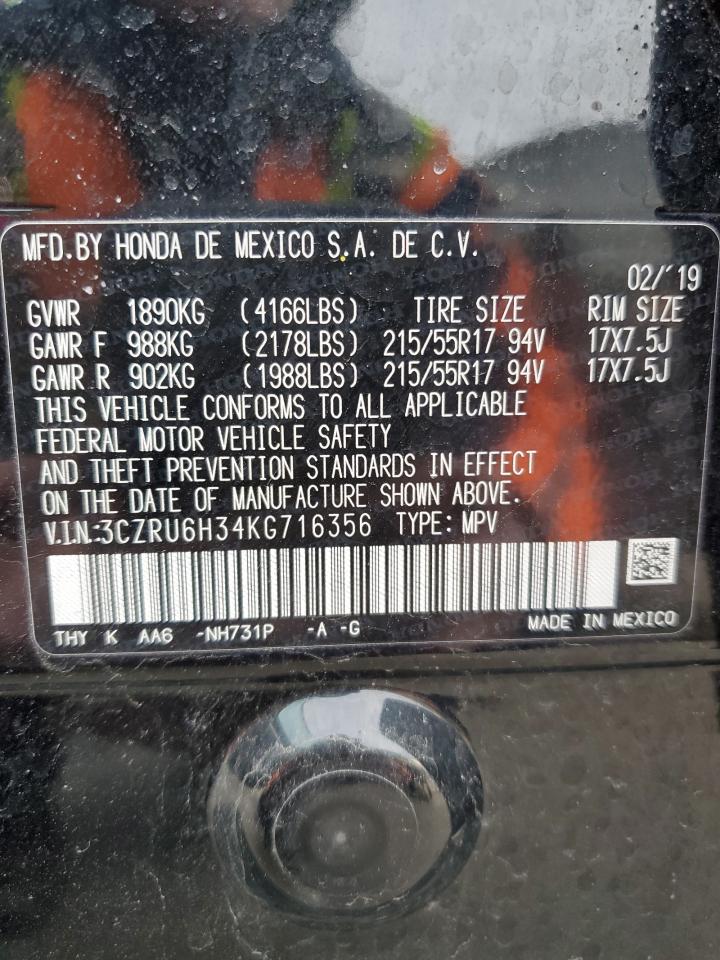 MFD.BY HONDA DE MEXICO S.A. DE C.V.
02/'19
GVWR 1890KG (4166LBS) TIRE SIZE RIM SIZE
GAWR F 988KG (2178LBS) 215/55R17 94V 17X7.5J
GAWR R 902KG (1988LBS) 215/55R17 94V 17X7.5J
THIS VEHICLE CONFORMS TO ALL APPLICABLE
FEDERAL MOTOR VEHICLE SAFETY
AND THEFT PREVENTION STANDARDS IN EFFECT
ON THE DATE OF MANUFACTURE SHOWN ABOVE.
V.I.N:3CZRU6H34KG716356 TYPE: MPV
THY K AA6 -NH731P -A -G MADE IN MEXICO